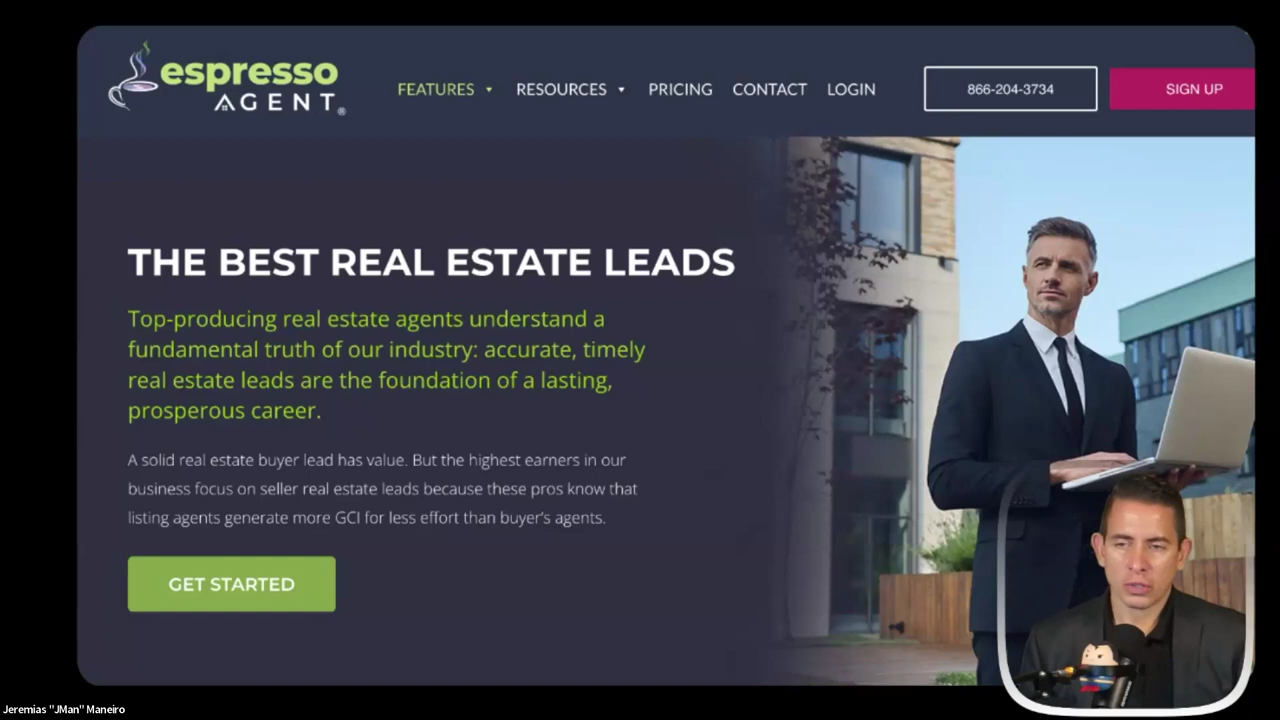 espresso
AGENT®
FEATURES
RESOURCES
PRICING
CONTACT
LOGIN
866-204-3734
SIGN UP
THE BEST REAL ESTATE LEADS
Top-producing real estate agents understand a
fundamental truth of our industry: accurate, timely
real estate leads are the foundation of a lasting,
prosperous career.
A solid real estate buyer lead has value. But the highest earners in our
business focus on seller real estate leads because these pros know that
listing agents generate more GCI for less effort than buyer's agents.
GET STARTED
Jeremias "JMan" Maneiro